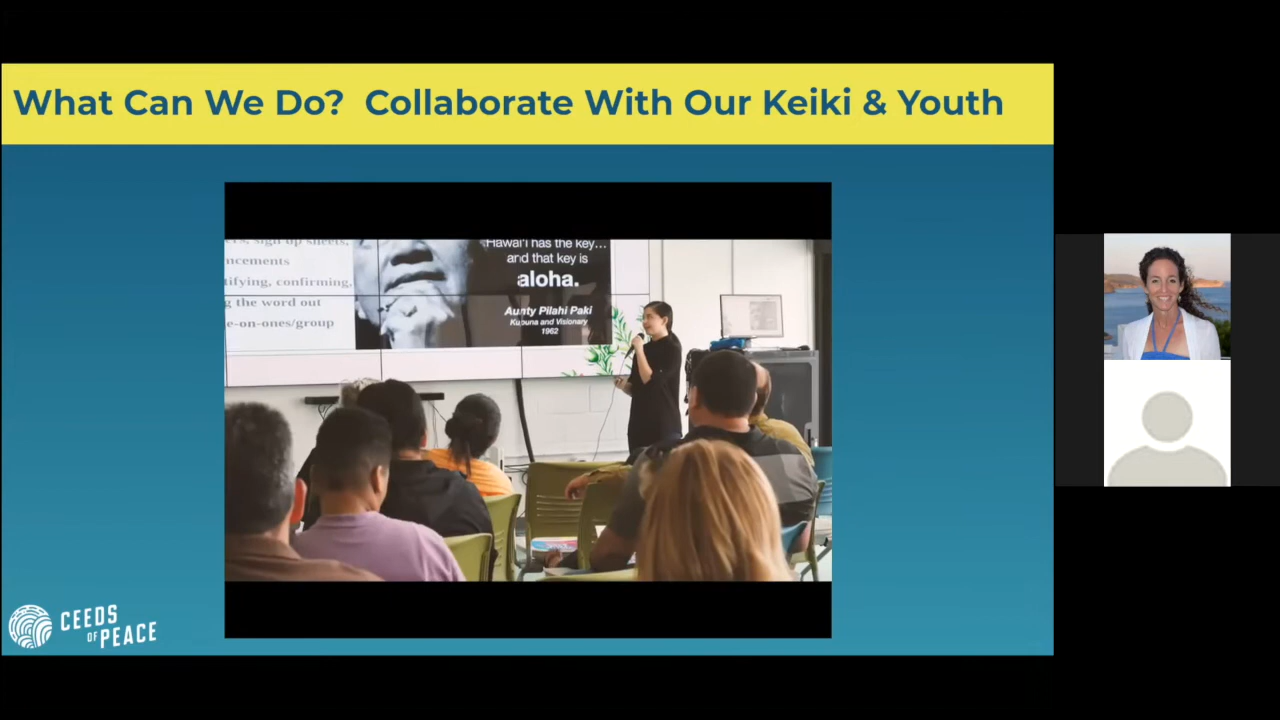 What Can We Do? Collaborate With Our Keiki & Youth
sign up sheets,
ncements
tifying, confirming,
g the word out
e-on-ones/group
Hawai'i has the key...
and that key is
aloha.
Aunty Pilahi Paki
Kupuna and Visionary
1962
CEEDS
OF PEACE